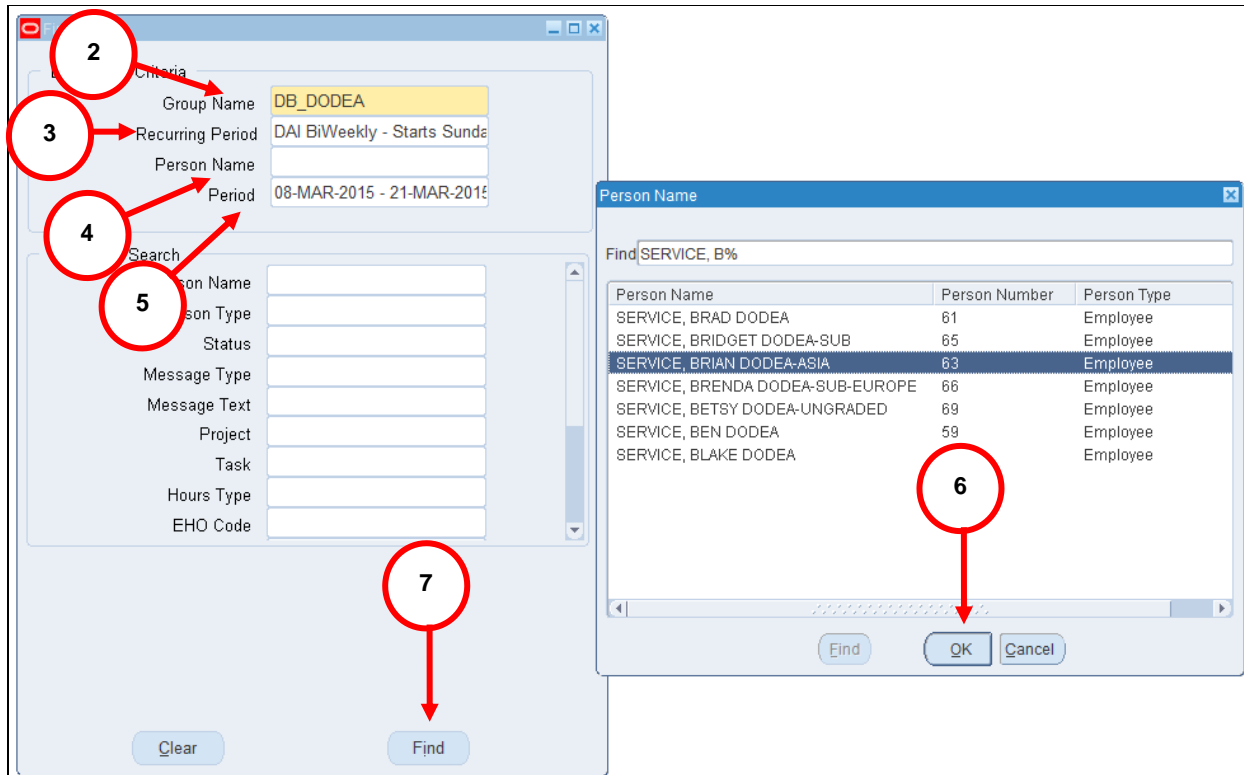 2
Criteria
Group Name DB_DODEA
3
Recurring Period DAI BiWeekly - Starts Sunda
Person Name
Period 08-MAR-2015 - 21-MAR-2015
4
Search
5
son Name
son Type
Status
Message Type
Message Text
Project
Task
Hours Type
EHO Code
7
Clear Find
Person Name
Find SERVICE, B%
Person Name Person Number Person Type
SERVICE, BRAD DODEA 61 Employee
SERVICE, BRIDGET DODEA-SUB 65 Employee
SERVICE, BRIAN DODEA-ASIA 63 Employee
SERVICE, BRENDA DODEA-SUB-EUROPE 66 Employee
SERVICE, BETSY DODEA-UNGRADED 69 Employee
SERVICE, BEN DODEA 59 Employee
SERVICE, BLAKE DODEA Employee
6
Find OK Cancel